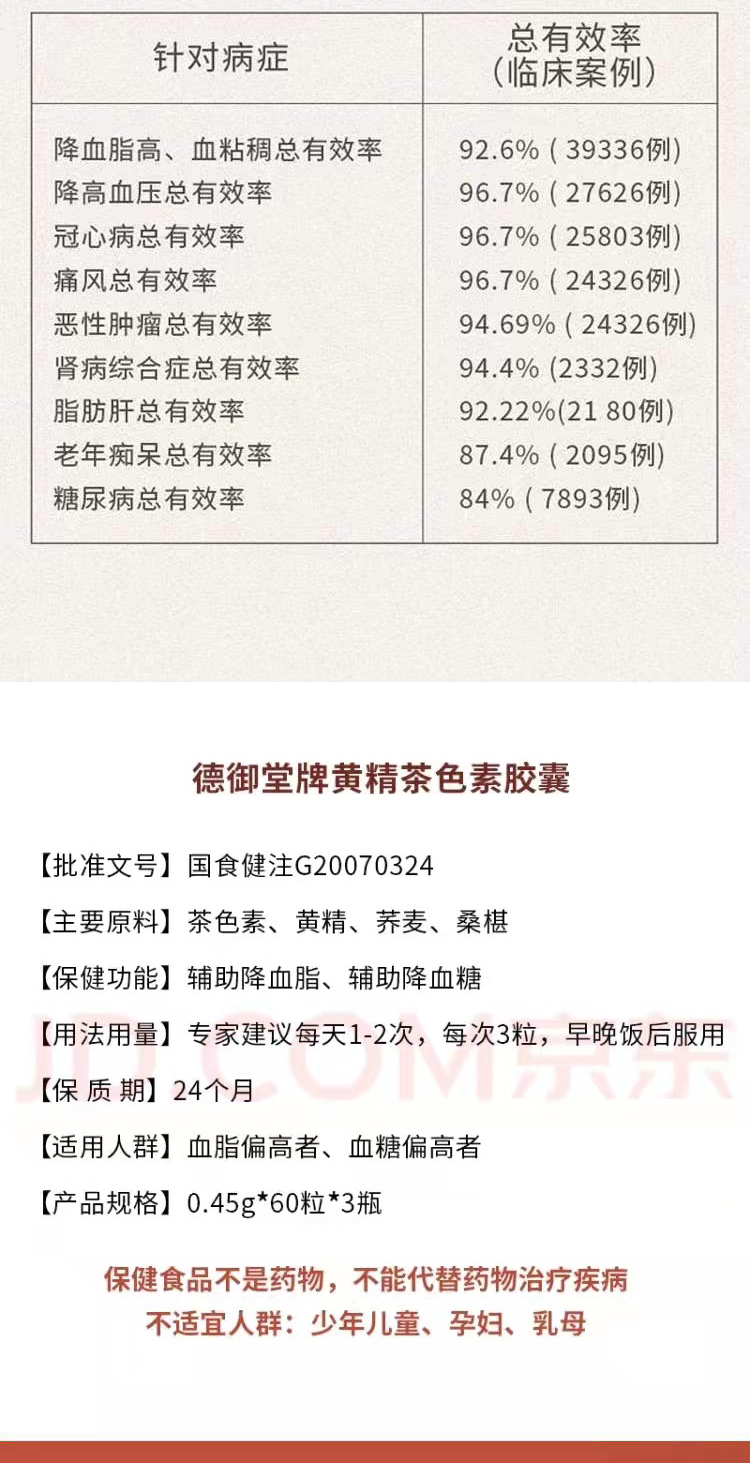 针对病症
总有效率
（临床案例）
降血脂高、血粘稠总有效率 92.6% ( 39336例)
降高血压总有效率 96.7% ( 27626例)
冠心病总有效率 96.7% ( 25803例)
痛风总有效率 96.7% ( 24326例)
恶性肿瘤总有效率 94.69% ( 24326例)
肾病综合症总有效率 94.4% (2332例)
脂肪肝总有效率 92.22%(21 80例)
老年痴呆总有效率 87.4% ( 2095例)
糖尿病总有效率 84% ( 7893例)
德御堂牌黄精茶色素胶囊
【批准文号】国食健注G20070324
【主要原料】茶色素、黄精、荞麦、桑椹
【保健功能】辅助降血脂、辅助降血糖
【用法用量】专家建议每天1-2次，每次3粒，早晚饭后服用
JD.COM京东
【保 质 期】24个月
【适用人群】血脂偏高者、血糖偏高者
【产品规格】0.45g*60粒*3瓶
保健食品不是药物，不能代替药物治疗疾病
不适宜人群：少年儿童、孕妇、乳母